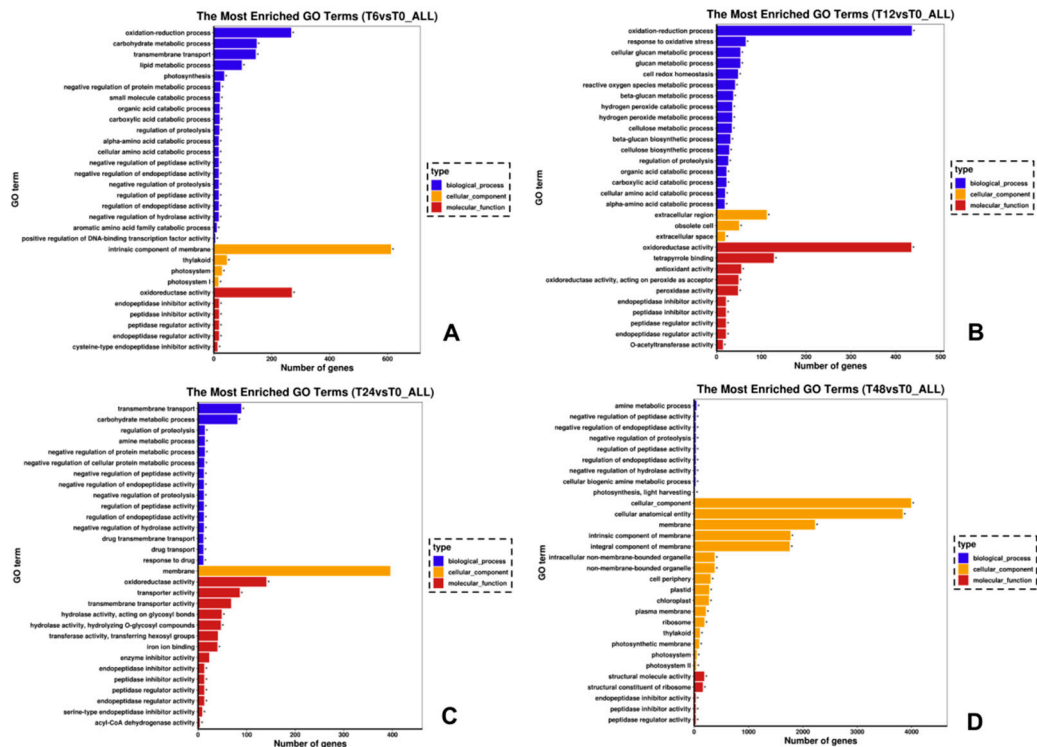 The Most Enriched GO Terms (T6vsT0_ALL)
oxidation-reduction process
carbohydrate metabolic process
transmembrane transport
lipid metabolic process
photosynthesis
negative regulation of protein metabolic process
small molecule catabolic process
organic acid catabolic process
carboxylic acid catabolic process
regulation of proteolysis
alpha-amino acid catabolic process
cellular amino acid catabolic process
negative regulation of peptidase activity
negative regulation of endopeptidase activity
negative regulation of proteolysis
regulation of peptidase activity
regulation of endopeptidase activity
negative regulation of hydrolase activity
aromatic amino acid family catabolic process
positive regulation of DNA-binding transcription factor activity
intrinsic component of membrane
thylakoid
photosystem
photosystem I
oxidoreductase activity
endopeptidase inhibitor activity
peptidase inhibitor activity
peptidase regulator activity
endopeptidase regulator activity
cysteine-type endopeptidase inhibitor activity
GO term
0 200 400 600
Number of genes
type
biological_process
cellular_component
molecular_function
A
The Most Enriched GO Terms (T12vsT0_ALL)
oxidation-reduction process
response to oxidative stress
cellular glucan metabolic process
glucan metabolic process
cell redox homeostasis
reactive oxygen species metabolic process
beta-glucan metabolic process
hydrogen peroxide catabolic process
hydrogen peroxide metabolic process
cellulose metabolic process
beta-glucan biosynthetic process
cellulose biosynthetic process
regulation of proteolysis
organic acid catabolic process
carboxylic acid catabolic process
cellular amino acid catabolic process
alpha-amino acid catabolic process
extracellular region
obsolete cell
extracellular space
oxidoreductase activity
tetrapyrrole binding
antioxidant activity
oxidoreductase activity, acting on peroxide as acceptor
peroxidase activity
endopeptidase inhibitor activity
peptidase inhibitor activity
peptidase regulator activity
endopeptidase regulator activity
O-acetyltransferase activity
GO term
0 100 200 300 400 500
Number of genes
type
biological_process
cellular_component
molecular_function
B
The Most Enriched GO Terms (T24vsT0_ALL)
transmembrane transport
carbohydrate metabolic process
regulation of proteolysis
amine metabolic process
negative regulation of protein metabolic process
negative regulation of cellular protein metabolic process
negative regulation of peptidase activity
negative regulation of endopeptidase activity
negative regulation of proteolysis
regulation of peptidase activity
regulation of endopeptidase activity
negative regulation of hydrolase activity
drug transmembrane transport
drug transport
response to drug
membrane
oxidoreductase activity
transporter activity
transmembrane transporter activity
hydrolase activity, acting on glycosyl bonds
hydrolase activity, hydrolyzing O-glycosyl compounds
transferase activity, transferring hexosyl groups
iron ion binding
enzyme inhibitor activity
endopeptidase inhibitor activity
peptidase inhibitor activity
peptidase regulator activity
endopeptidase regulator activity
serine-type endopeptidase inhibitor activity
acyl-CoA dehydrogenase activity
GO term
0 100 200 300 400
Number of genes
type
biological_process
cellular_component
molecular_function
C
The Most Enriched GO Terms (T48vsT0_ALL)
amine metabolic process
negative regulation of peptidase activity
negative regulation of endopeptidase activity
negative regulation of proteolysis
regulation of peptidase activity
regulation of endopeptidase activity
negative regulation of hydrolase activity
cellular biogenic amine metabolic process
photosynthesis, light harvesting
cellular_component
cellular anatomical entity
membrane
intrinsic component of membrane
integral component of membrane
intracellular non-membrane-bounded organelle
non-membrane-bounded organelle
cell periphery
plastid
chloroplast
plasma membrane
ribosome
thylakoid
photosynthetic membrane
photosystem
photosystem II
structural molecule activity
structural constituent of ribosome
endopeptidase inhibitor activity
peptidase inhibitor activity
peptidase regulator activity
GO term
0 1000 2000 3000 4000
Number of genes
type
biological_process
cellular_component
molecular_function
D